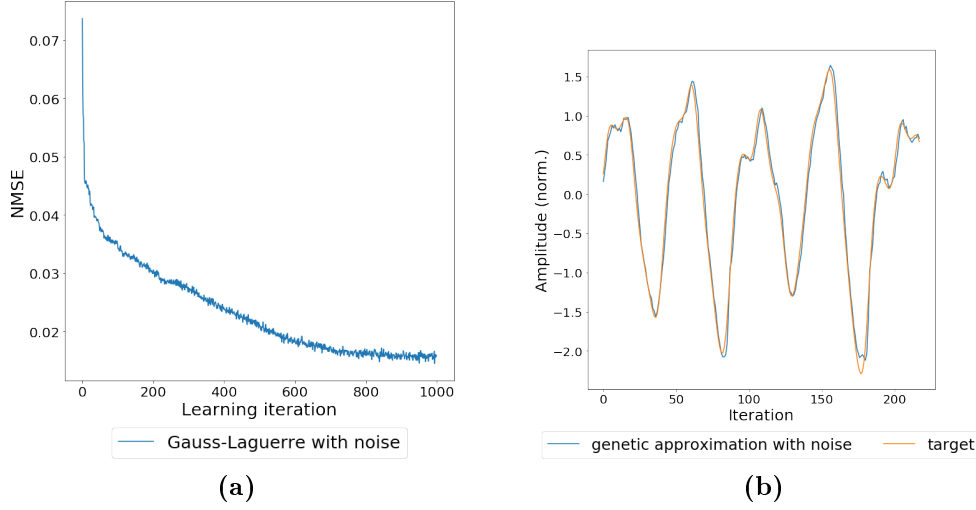 0.07
0.06
0.05
0.04
0.03
0.02
NMSE
0 200 400 600 800 1000
Learning iteration
Gauss-Laguerre with noise
(a)
1.5
1.0
0.5
0.0
−0.5
−1.0
−1.5
−2.0
Amplitude (norm.)
0 50 100 150 200
Iteration
genetic approximation with noise target
(b)